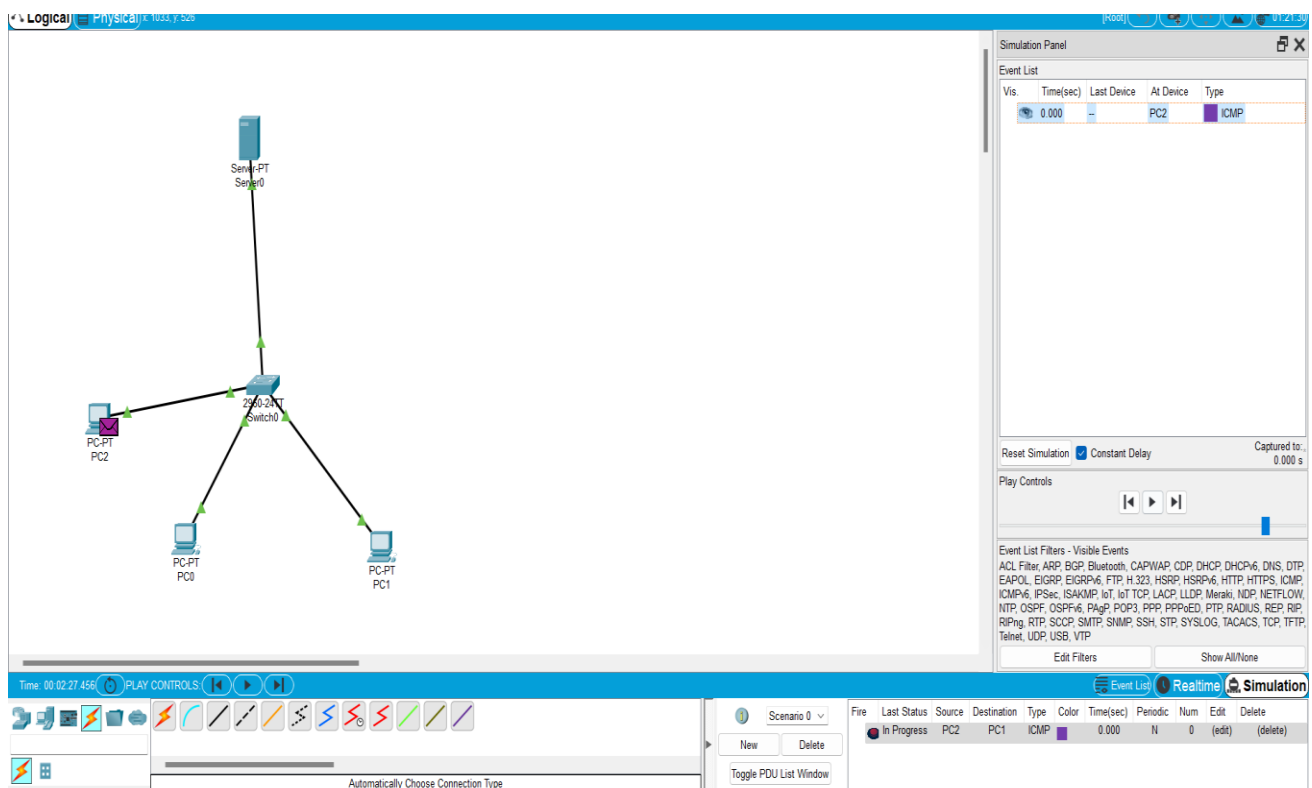 Logical Physical x: 1033, y: 526 [Root] 01:21:30
Simulation Panel
Event List
Vis. Time(sec) Last Device At Device Type
0.000 -- PC2 ICMP
Server-PT
Server0
2960-24TT
Switch0
PC-PT
PC2
PC-PT
PC0
PC-PT
PC1
Reset Simulation Constant Delay Captured to:
0.000 s
Play Controls
Event List Filters - Visible Events
ACL Filter, ARP, BGP, Bluetooth, CAPWAP, CDP, DHCP, DHCPv6, DNS, DTP,
EAPOL, EIGRP, EIGRPv6, FTP, H.323, HSRP, HSRPv6, HTTP, HTTPS, ICMP,
ICMPv6, IPSec, ISAKMP, IoT, IoT TCP, LACP, LLDP, Meraki, NDP, NETFLOW,
NTP, OSPF, OSPFv6, PAgP, POP3, PPP, PPPoED, PTP, RADIUS, REP, RIP,
RIPng, RTP, SCCP, SMTP, SNMP, SSH, STP, SYSLOG, TACACS, TCP, TFTP,
Telnet, UDP, USB, VTP
Edit Filters Show All/None
Time: 00:02:27.456 PLAY CONTROLS: Event List Realtime Simulation
Scenario 0
New Delete
Toggle PDU List Window
Fire Last Status Source Destination Type Color Time(sec) Periodic Num Edit Delete
In Progress PC2 PC1 ICMP 0.000 N 0 (edit) (delete)
Automatically Choose Connection Type